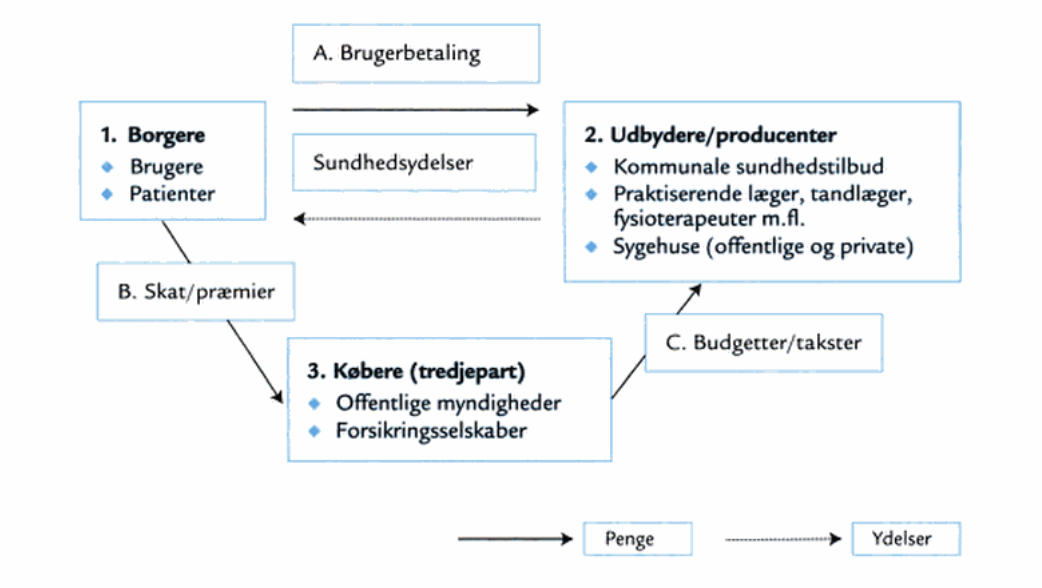 A. Brugerbetaling
1. Borgere
Brugere
Patienter
Sundhedsydelser
2. Udbydere/producenter
Kommunale sundhedstilbud
Praktiserende læger, tandlæger,
fysioterapeuter m.fl.
Sygehuse (offentlige og private)
B. Skat/præmier
C. Budgetter/takster
3. Købere (tredjepart)
Offentlige myndigheder
Forsikringsselskaber
Penge
Ydelser